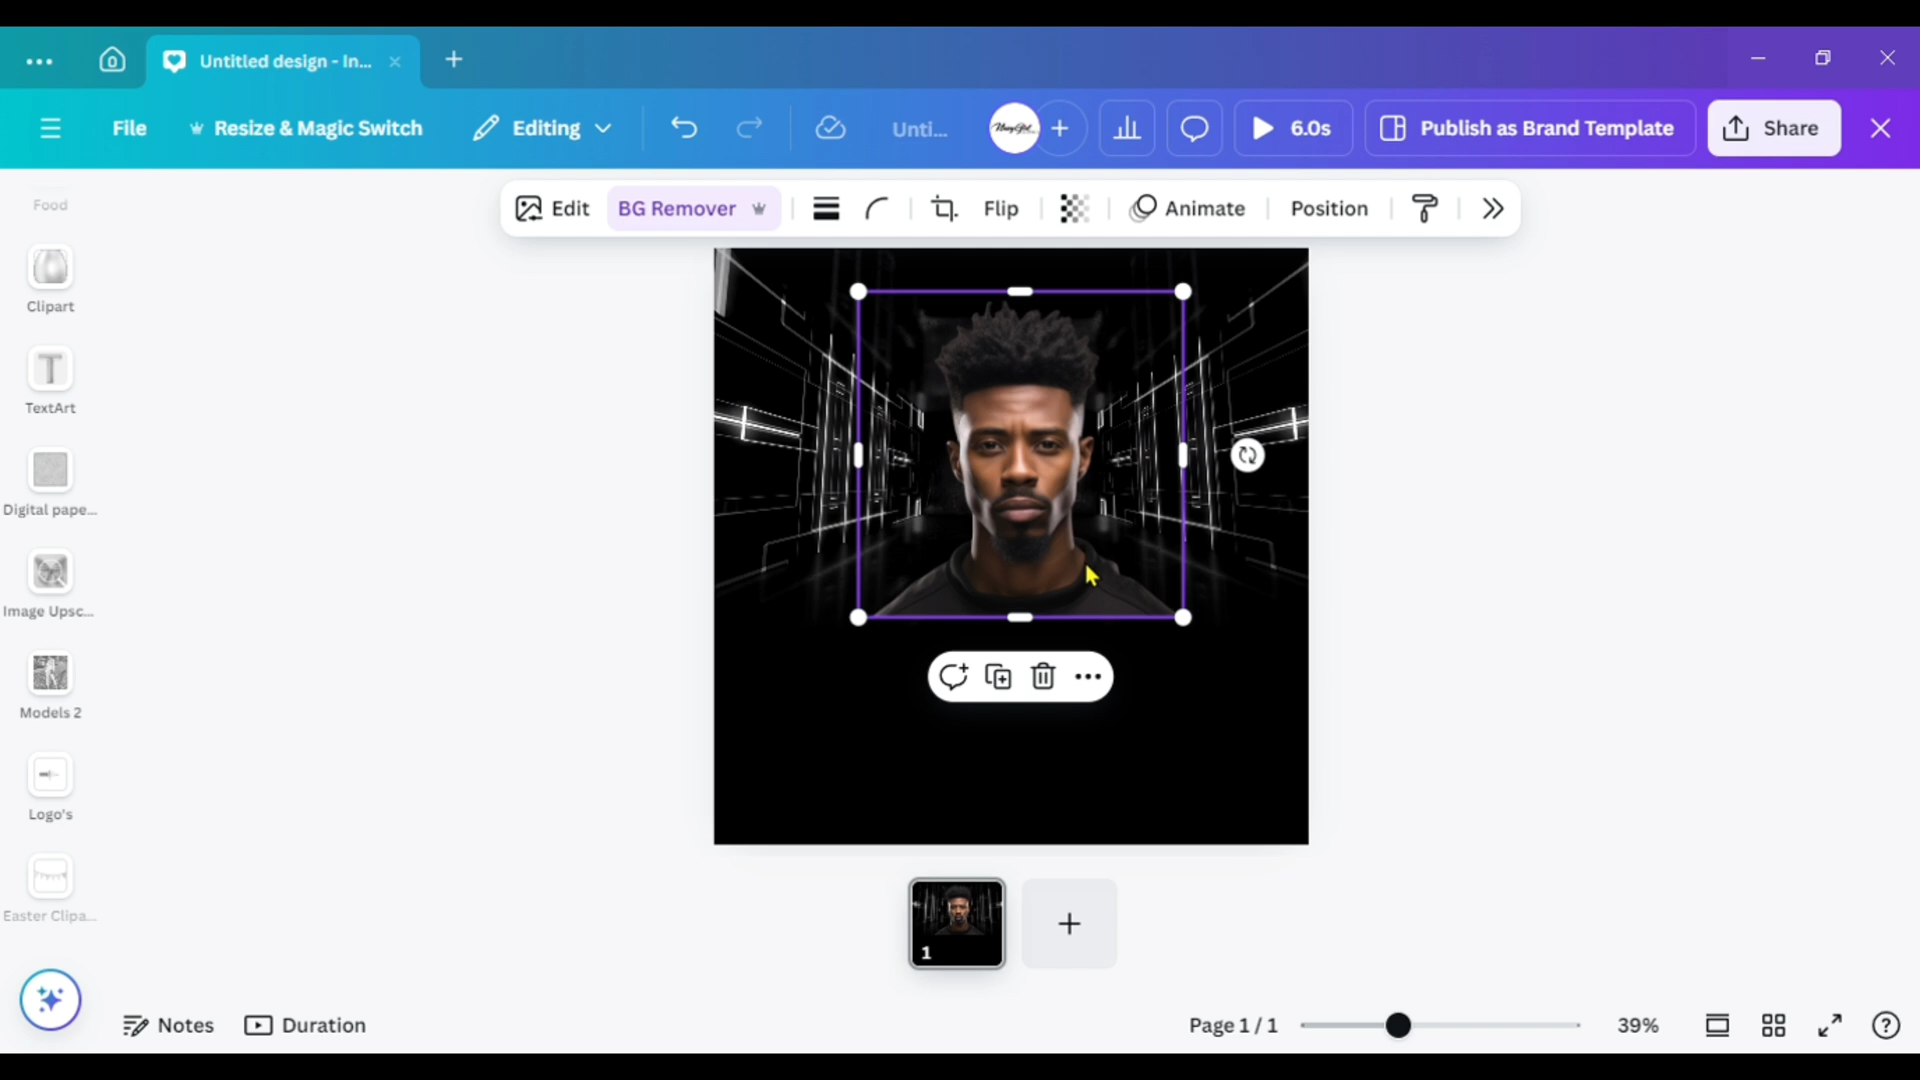 Untitled design - In...
File
Resize & Magic Switch
Editing
Unti...
6.0s
Publish as Brand Template
Share
Edit
BG Remover
Flip
Animate
Position
Food
Clipart
TextArt
Digital pape...
Image Upsc...
Models 2
Logo's
Easter Clipa...
1
Notes
Duration
Page 1 / 1
39%